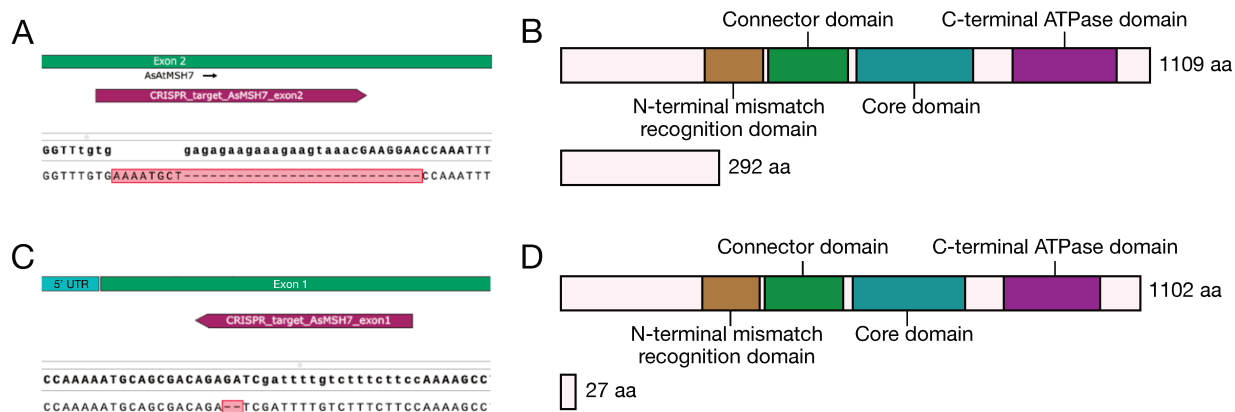 A
Exon 2
AsAtMSH7
CRISPR_target_AsMSH7_exon2
GGTTtgtg gagagaagaaagaagtaaacGAAGGAACCAAATTT
GGTTTGTGAAAATGCT---------------------------CCAAATTT
B
Connector domain
C-terminal ATPase domain
1109 aa
N-terminal mismatch
recognition domain
Core domain
292 aa
C
5' UTR
Exon 1
CRISPR_target_AsMSH7_exon1
CCAAAAATGCAGCGACAGAGATCgattttgtctttcttccAAAAGCC
CCAAAAATGCAGCGACAGA--TCGATTTTGTCTTTCTTCCAAAAGCC
D
Connector domain
C-terminal ATPase domain
1102 aa
N-terminal mismatch
recognition domain
Core domain
27 aa